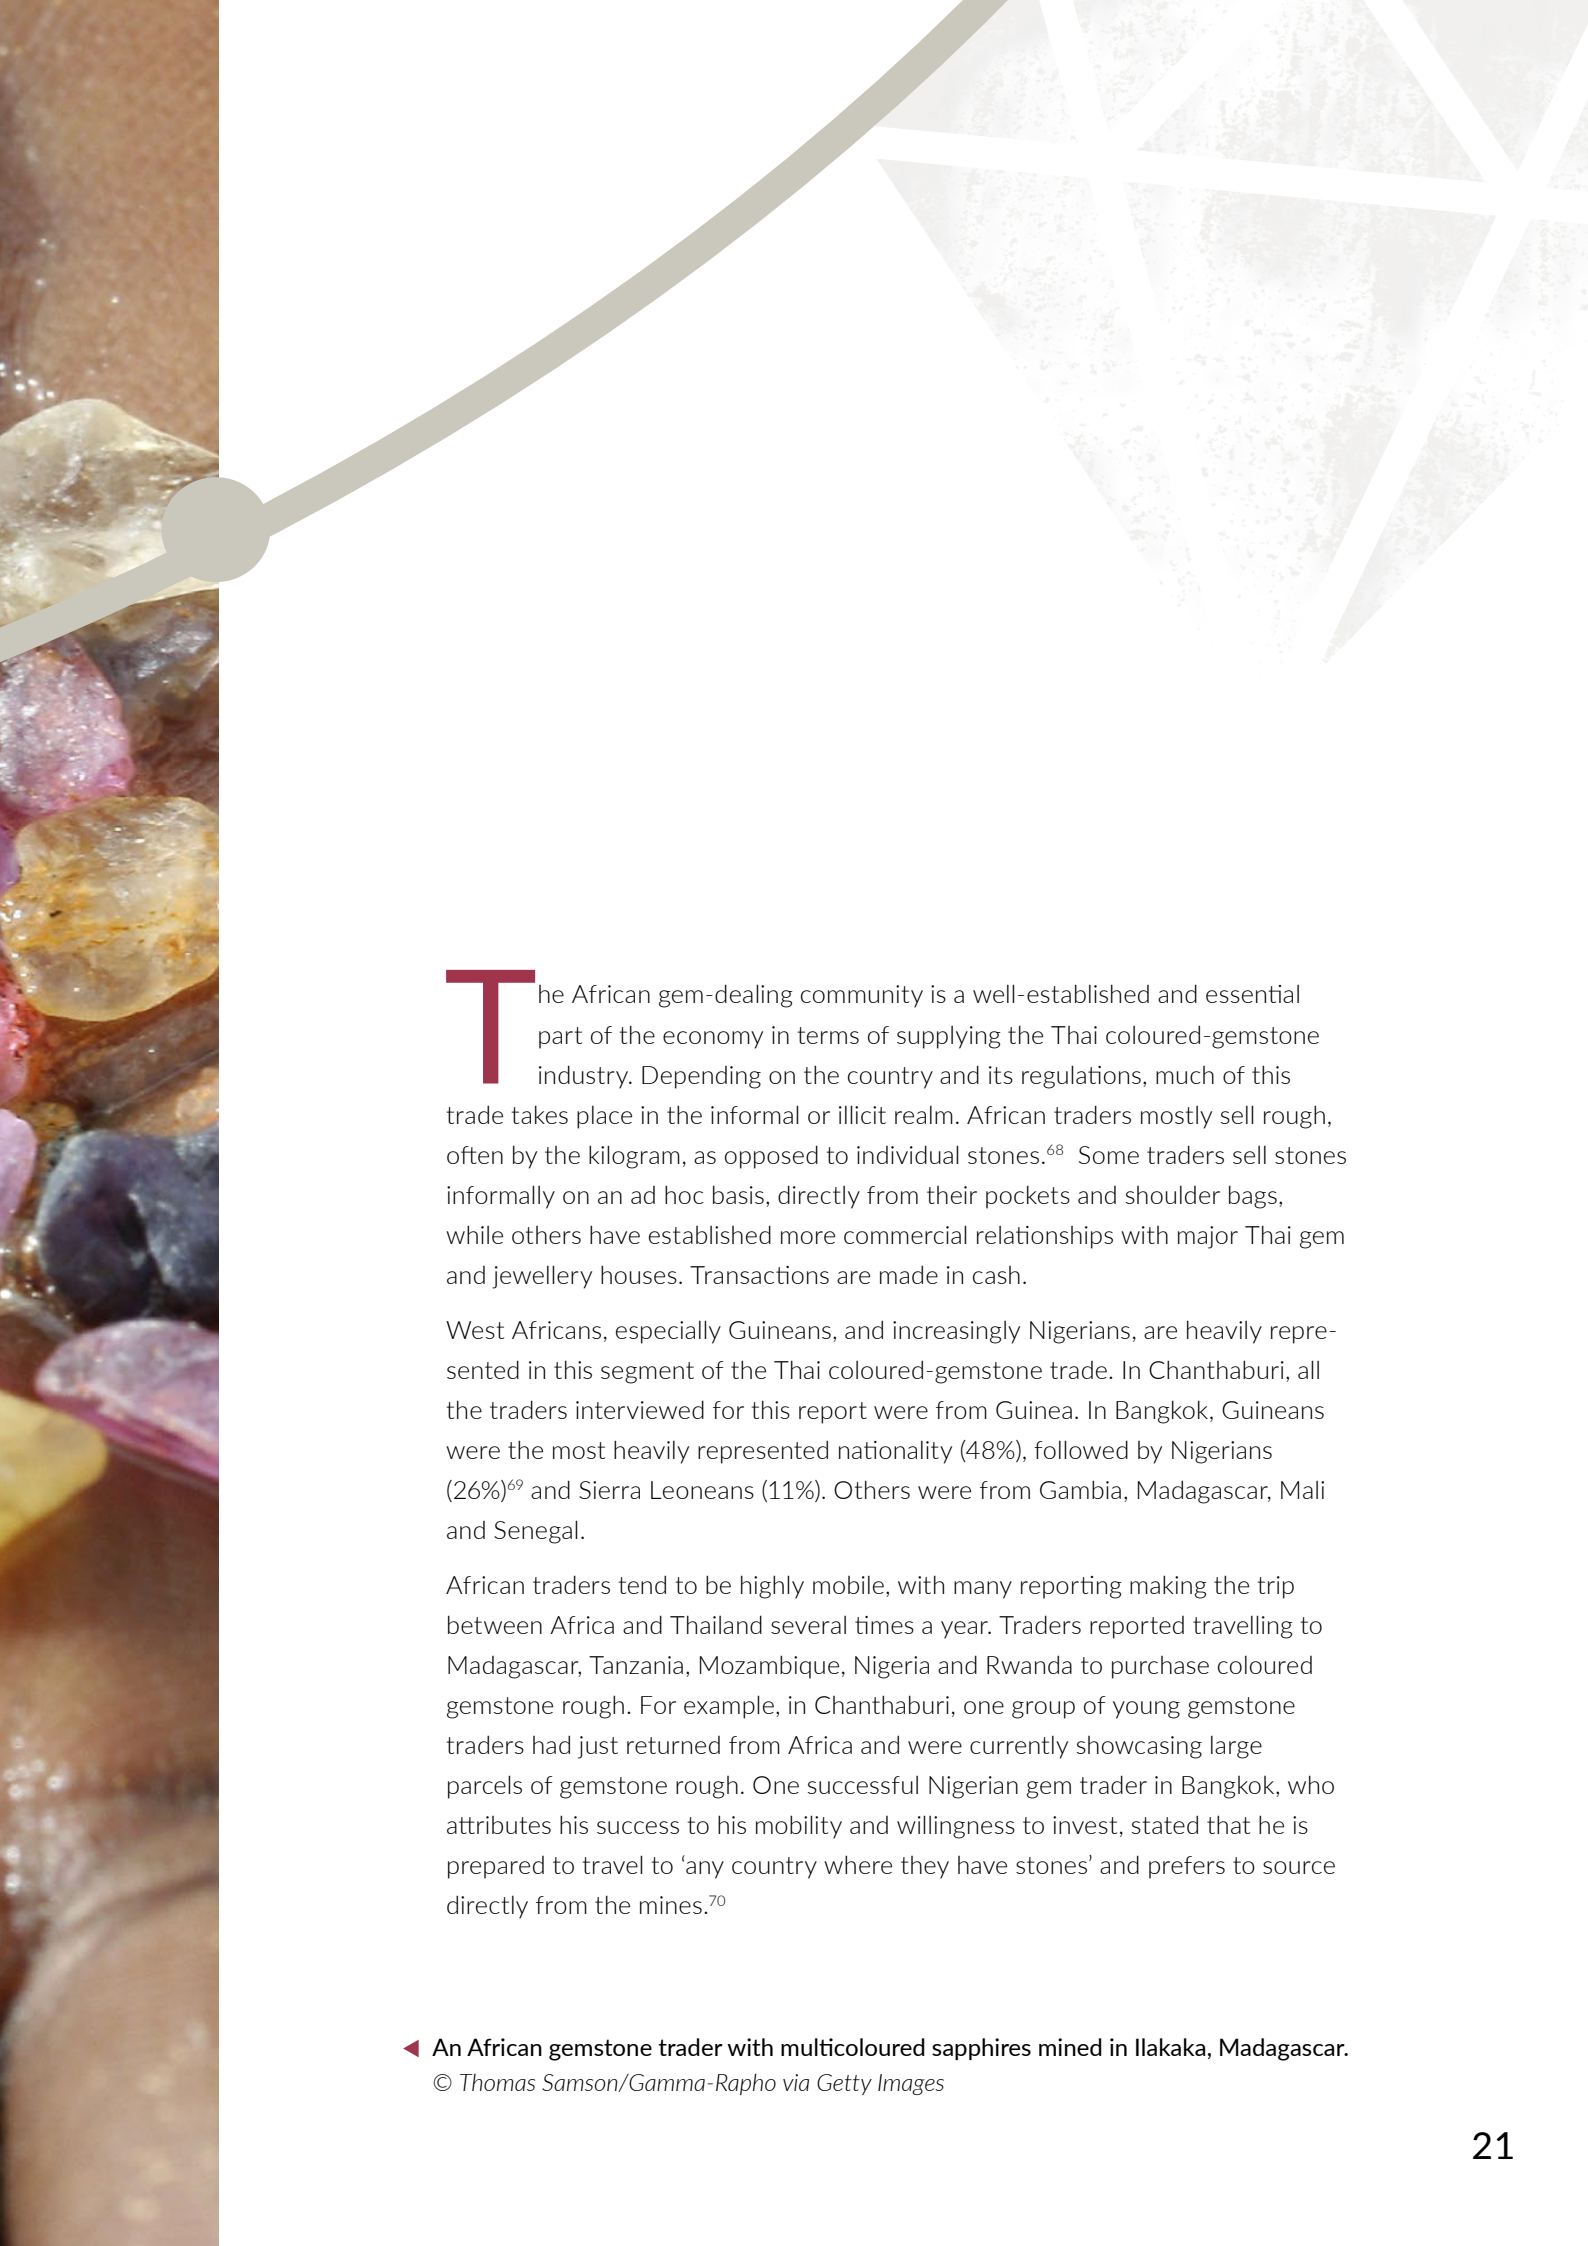 The African gem-dealing community is a well-established and essential
part of the economy in terms of supplying the Thai coloured-gemstone
industry. Depending on the country and its regulations, much of this
trade takes place in the informal or illicit realm. African traders mostly sell rough,
often by the kilogram, as opposed to individual stones.68 Some traders sell stones
informally on an ad hoc basis, directly from their pockets and shoulder bags,
while others have established more commercial relationships with major Thai gem
and jewellery houses. Transactions are made in cash.
West Africans, especially Guineans, and increasingly Nigerians, are heavily repre-
sented in this segment of the Thai coloured-gemstone trade. In Chanthaburi, all
the traders interviewed for this report were from Guinea. In Bangkok, Guineans
were the most heavily represented nationality (48%), followed by Nigerians
(26%)69 and Sierra Leoneans (11%). Others were from Gambia, Madagascar, Mali
and Senegal.
African traders tend to be highly mobile, with many reporting making the trip
between Africa and Thailand several times a year. Traders reported travelling to
Madagascar, Tanzania, Mozambique, Nigeria and Rwanda to purchase coloured
gemstone rough. For example, in Chanthaburi, one group of young gemstone
traders had just returned from Africa and were currently showcasing large
parcels of gemstone rough. One successful Nigerian gem trader in Bangkok, who
attributes his success to his mobility and willingness to invest, stated that he is
prepared to travel to ‘any country where they have stones’ and prefers to source
directly from the mines.70
An African gemstone trader with multicoloured sapphires mined in Ilakaka, Madagascar.
© Thomas Samson/Gamma-Rapho via Getty Images
21